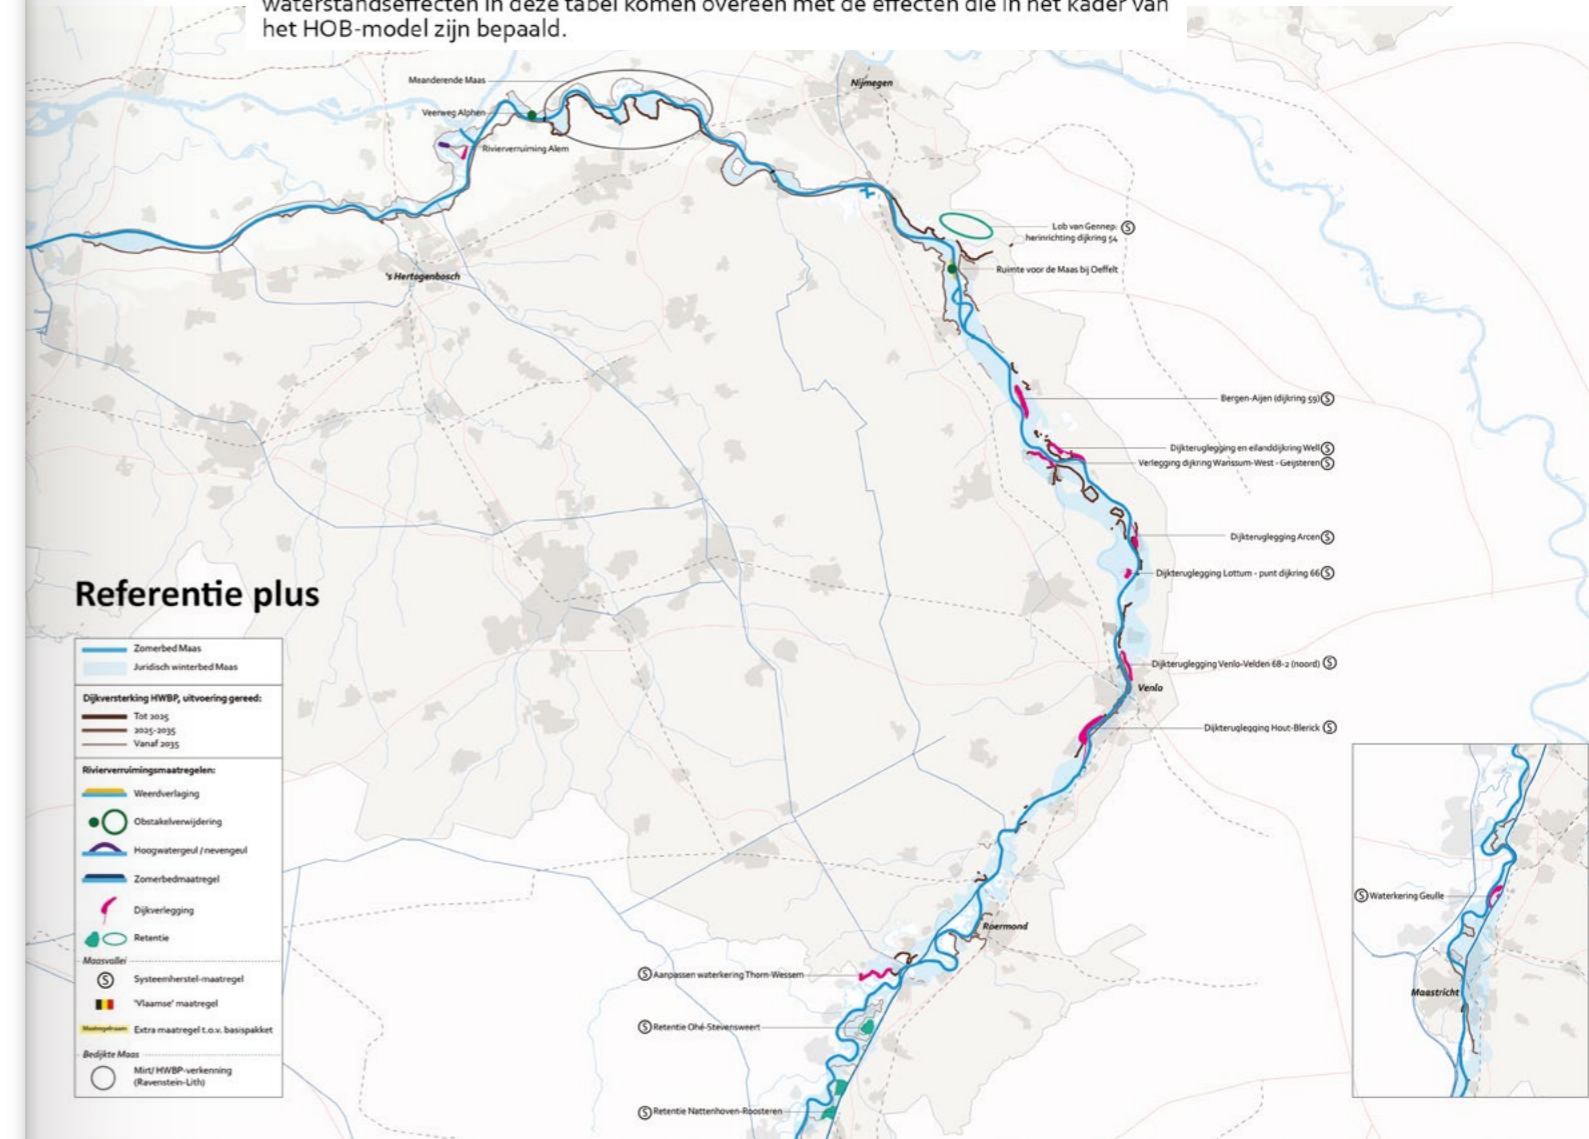 waterstandseffecten in deze tabel komen overeen met de effecten die in het kader van
het HOB-model zijn bepaald.
Meanderende Maas
Nijmegen
Veerweg Alphen
Rivierverruiming Alem
Lob van Gennep: Ⓢ
herinrichting dijkring 54
's Hertogenbosch
Ruimte voor de Maas bij Oeffelt
Bergen-Aijen (dijkring 59) Ⓢ
Dijkteruglegging en eilanddijkring Well Ⓢ
Verlegging dijkring Wanssum-West - Geijsteren Ⓢ
Dijkteruglegging Arcen Ⓢ
Dijkteruglegging Lottum - punt dijkring 66 Ⓢ
Dijkteruglegging Venlo-Velden 68-2 (noord) Ⓢ
Venlo
Dijkteruglegging Hout-Blerick Ⓢ
Referentie plus
Zomerbed Maas
Juridisch winterbed Maas
Dijkversterking HWBP, uitvoering gereed:
Tot 2025
2025-2035
Vanaf 2035
Rivierverruimingsmaatregelen:
Weerdverlaging
Obstakelverwijdering
Hoogwatergeul / nevengeul
Zomerbedmaatregel
Dijkverlegging
Retentie
Maasvallei
Ⓢ Systeemherstel-maatregel
'Vlaamse' maatregel
Maatregelnaam Extra maatregel t.o.v. basispakket
Bedijkte Maas
Mirt/ HWBP-verkenning
(Ravenstein-Lith)
Roermond
Ⓢ Aanpassen waterkering Thorn-Wessem
Ⓢ Retentie Ohé-Stevensweert
Ⓢ Retentie Nattenhoven-Roosteren
Ⓢ Waterkering Geulle
Maastricht